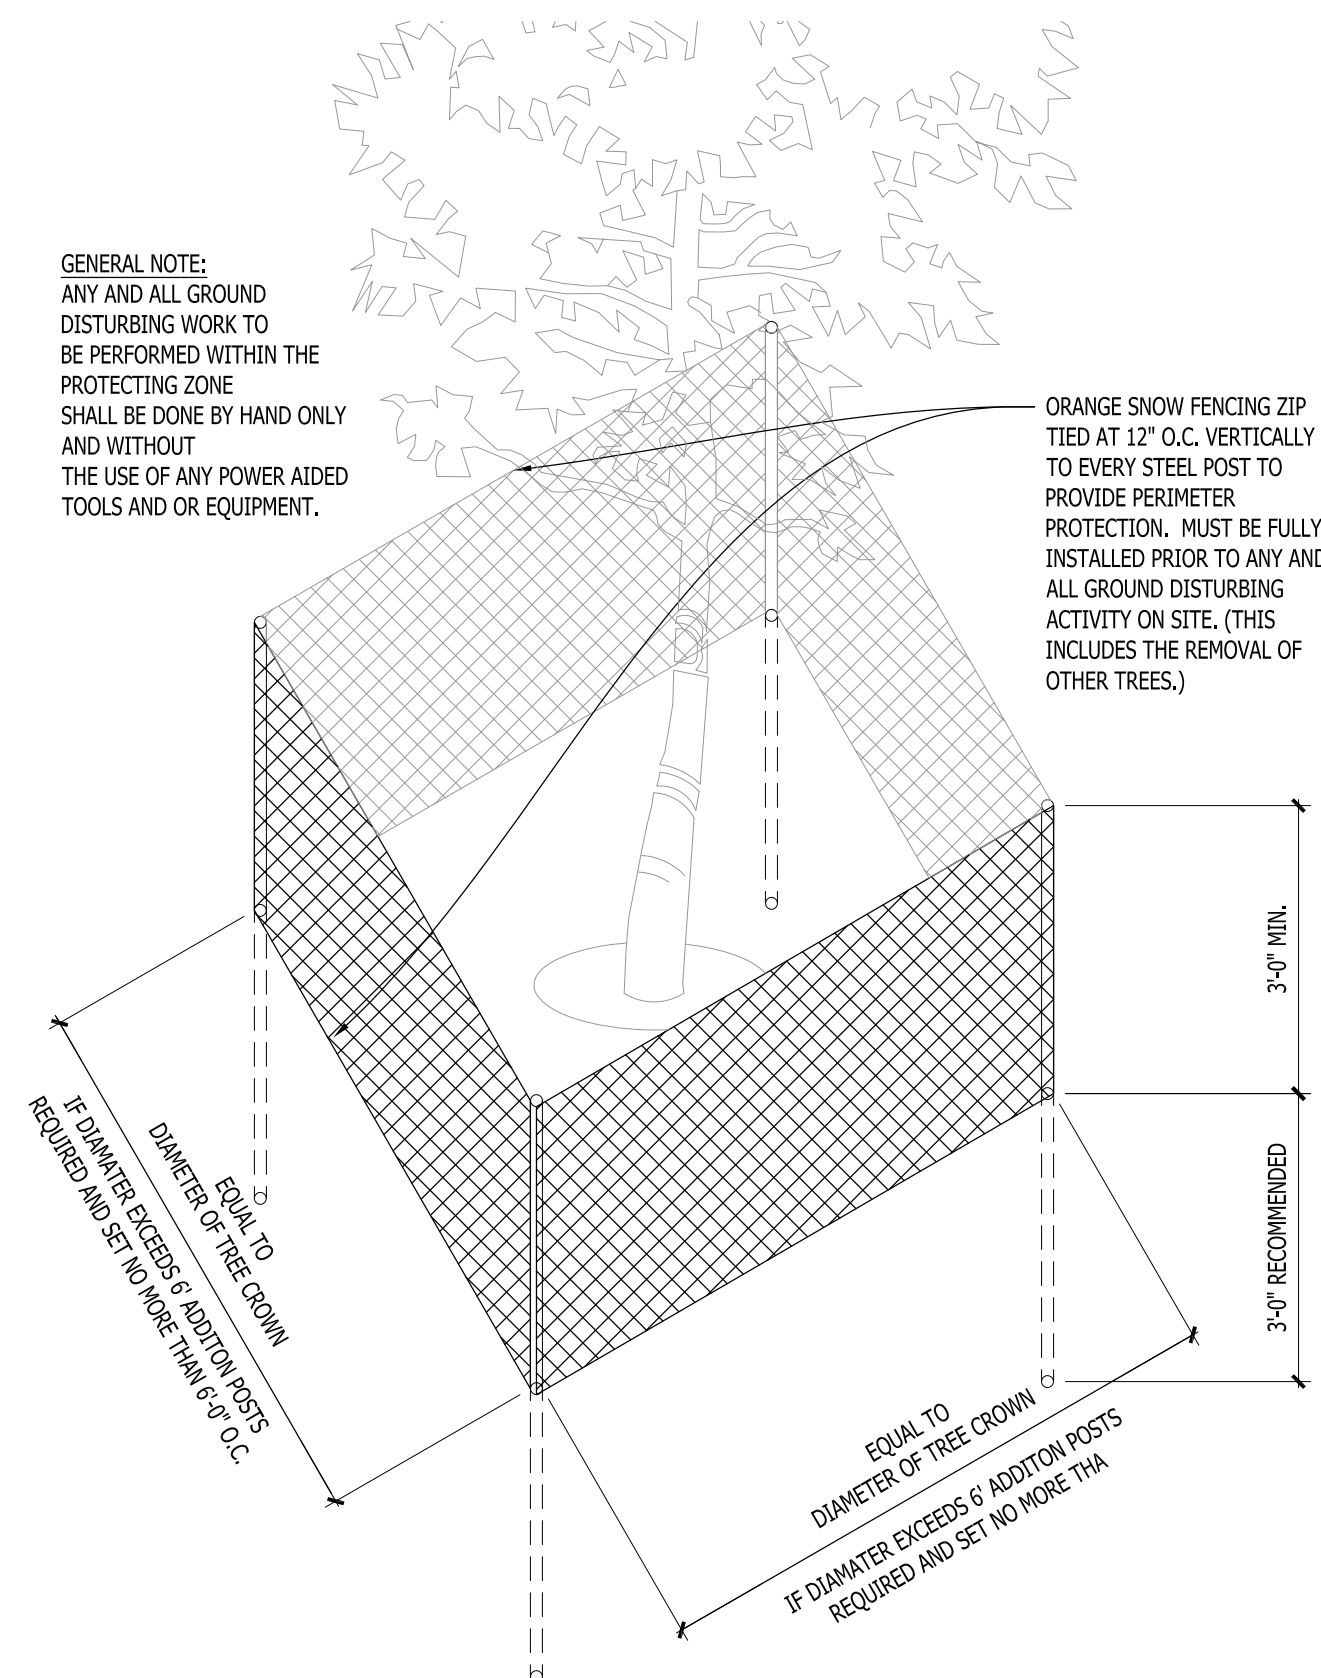 GENERAL NOTE:
ANY AND ALL GROUND
DISTURBING WORK TO
BE PERFORMED WITHIN THE
PROTECTING ZONE
SHALL BE DONE BY HAND ONLY
AND WITHOUT
THE USE OF ANY POWER AIDED
TOOLS AND OR EQUIPMENT.
ORANGE SNOW FENCING ZIP
TIED AT 12" O.C. VERTICALLY
TO EVERY STEEL POST TO
PROVIDE PERIMETER
PROTECTION. MUST BE FULLY
INSTALLED PRIOR TO ANY AND
ALL GROUND DISTURBING
ACTIVITY ON SITE. (THIS
INCLUDES THE REMOVAL OF
OTHER TREES.)
3'-0" MIN.
3'-0" RECOMMENDED
EQUAL TO
DIAMETER OF TREE CROWN
IF DIAMATER EXCEEDS 6' ADDITON POSTS
REQUIRED AND SET NO MORE THAN 6'-0" O.C.
EQUAL TO
DIAMETER OF TREE CROWN
IF DIAMATER EXCEEDS 6' ADDITON POSTS
REQUIRED AND SET NO MORE THA